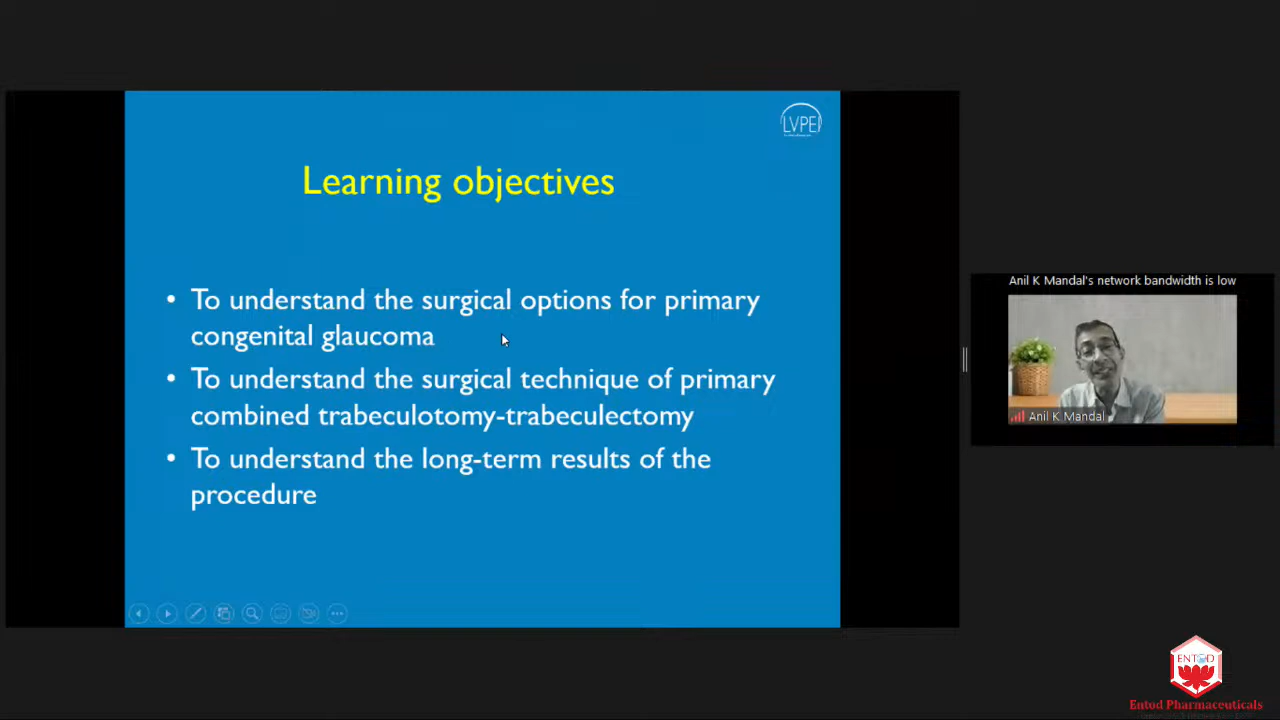 LVPEI
Learning objectives
• To understand the surgical options for primary
congenital glaucoma
• To understand the surgical technique of primary
combined trabeculotomy-trabeculectomy
• To understand the long-term results of the
procedure
Anil K Mandal's network bandwidth is low
Anil K Mandal
ENTOD
Entod Pharmaceuticals